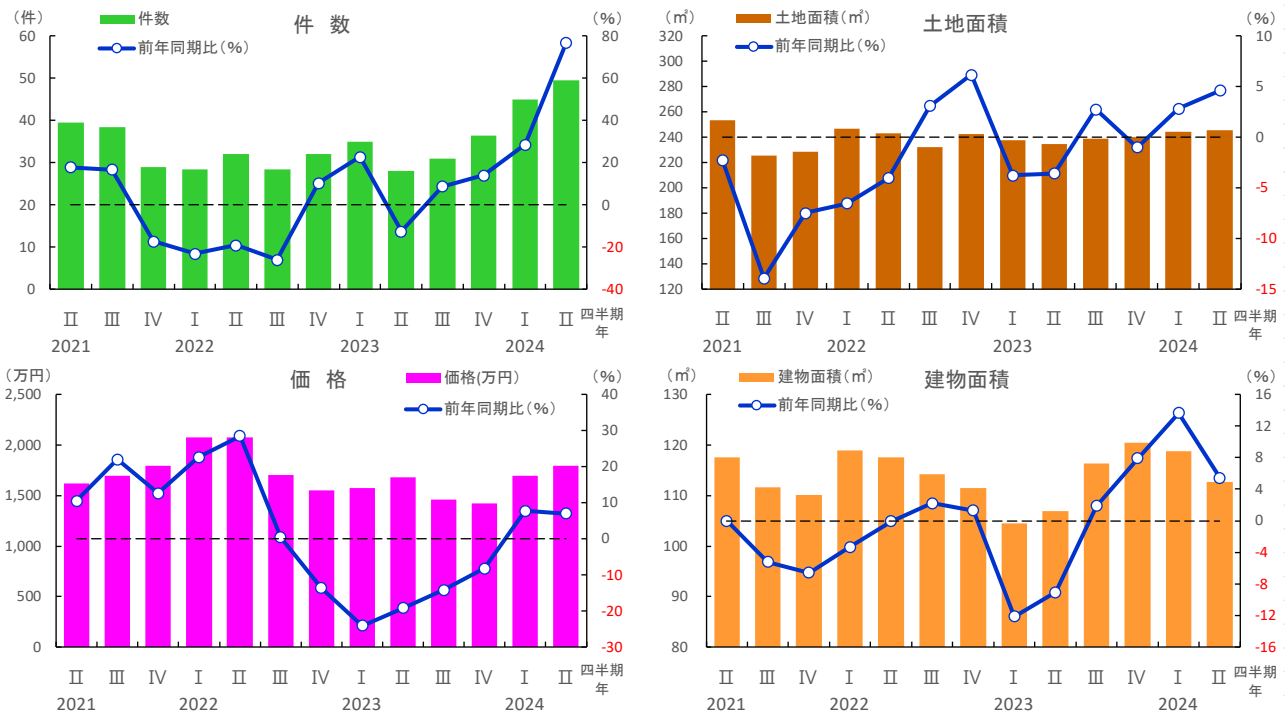 （件）
件数
件 数
（%）
前年同期比（%）
60
50
40
30
20
10
0
80
60
40
20
0
-20
-40
Ⅱ Ⅲ Ⅳ Ⅰ Ⅱ Ⅲ Ⅳ Ⅰ Ⅱ Ⅲ Ⅳ Ⅰ Ⅱ 四半期
年
2021 2022 2023 2024
（㎡）
土地面積（㎡）
土地面積
（%）
前年同期比（%）
320
300
280
260
240
220
200
180
160
140
120
10
5
0
-5
-10
-15
Ⅱ Ⅲ Ⅳ Ⅰ Ⅱ Ⅲ Ⅳ Ⅰ Ⅱ Ⅲ Ⅳ Ⅰ Ⅱ 四半期
年
2021 2022 2023 2024
（万円）
価 格
価格(万円）
（%）
前年同期比（%）
2,500
2,000
1,500
1,000
500
0
40
30
20
10
0
-10
-20
-30
Ⅱ Ⅲ Ⅳ Ⅰ Ⅱ Ⅲ Ⅳ Ⅰ Ⅱ Ⅲ Ⅳ Ⅰ Ⅱ 四半期
年
2021 2022 2023 2024
（㎡）
建物面積（㎡）
建物面積
（%）
前年同期比（%）
130
120
110
100
90
80
16
12
8
4
0
-4
-8
-12
-16
Ⅱ Ⅲ Ⅳ Ⅰ Ⅱ Ⅲ Ⅳ Ⅰ Ⅱ Ⅲ Ⅳ Ⅰ Ⅱ 四半期
年
2021 2022 2023 2024